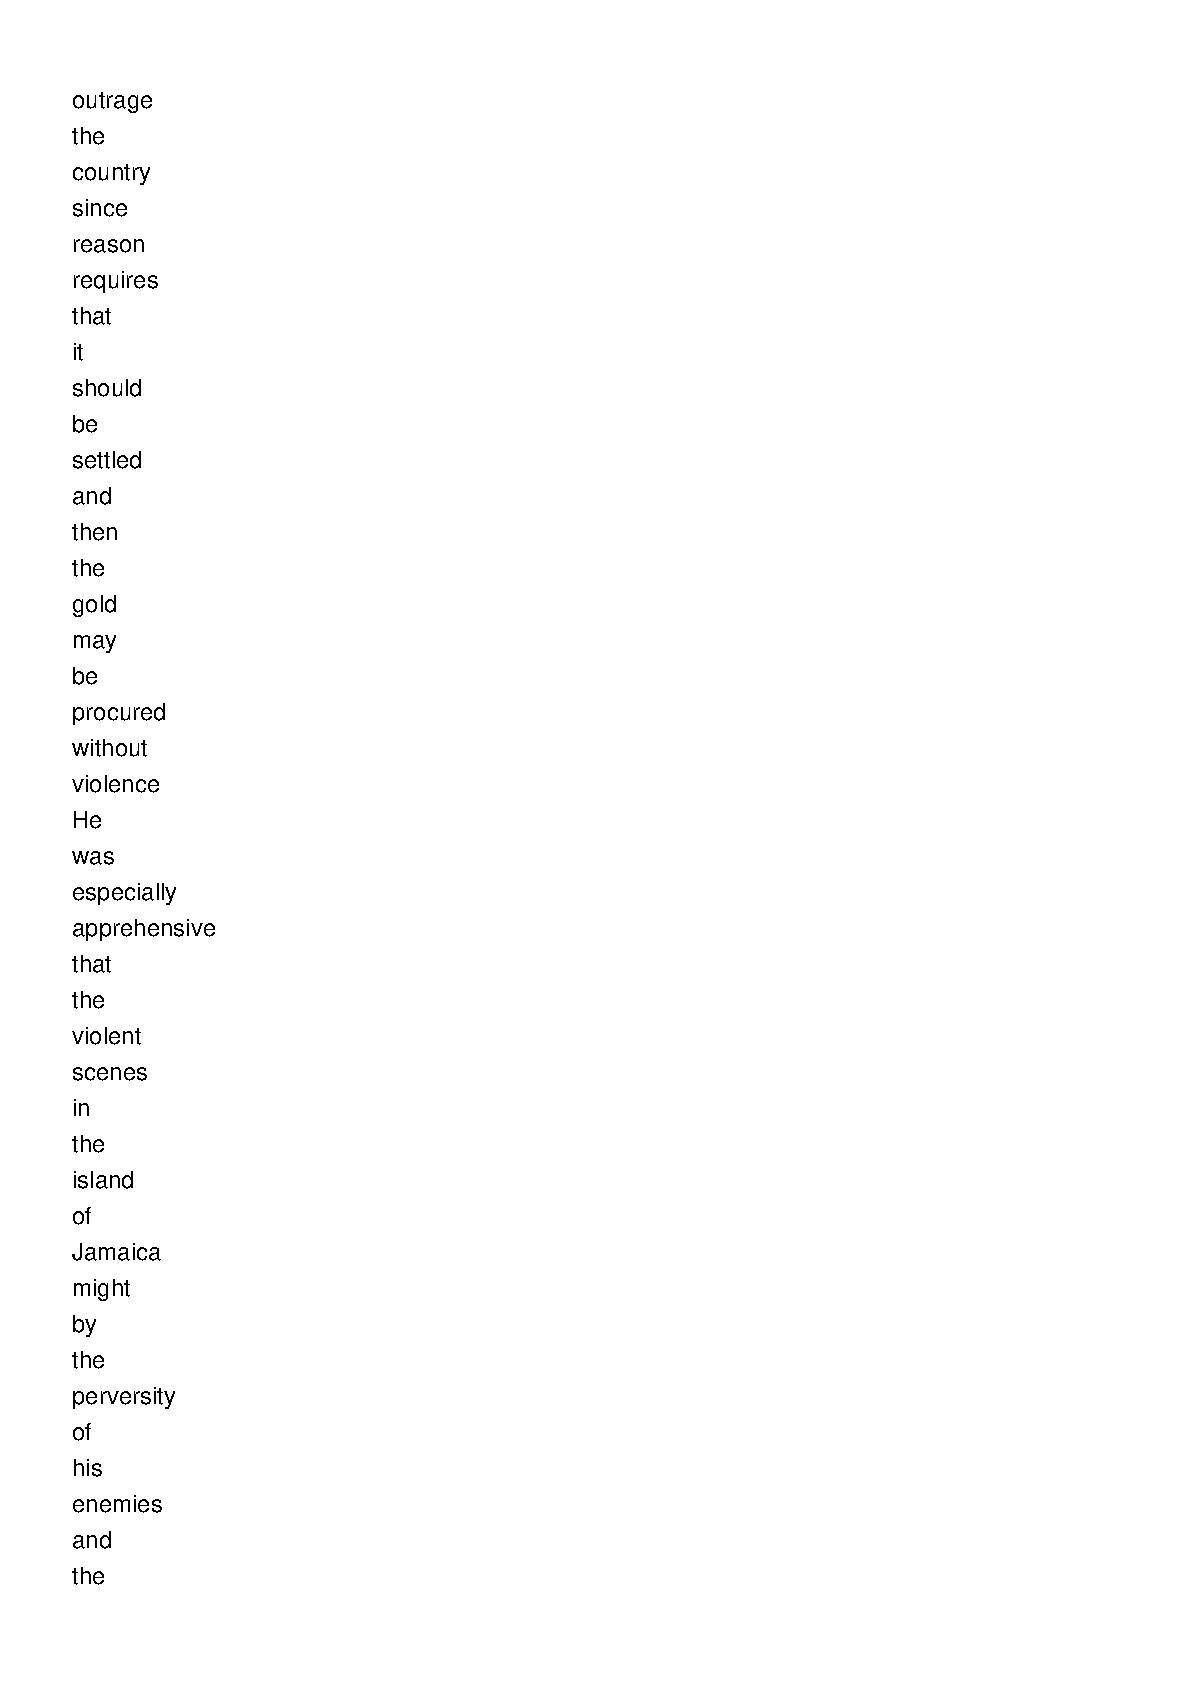 outrage
the
country
since
reason
requires
that
it
should
be
settled
and
then
the
gold
may
be
procured
without
violence
He
was
especially
apprehensive
that
the
violent
scenes
in
the
island
of
Jamaica
might
by
the
perversity
of
his
enemies
and
the